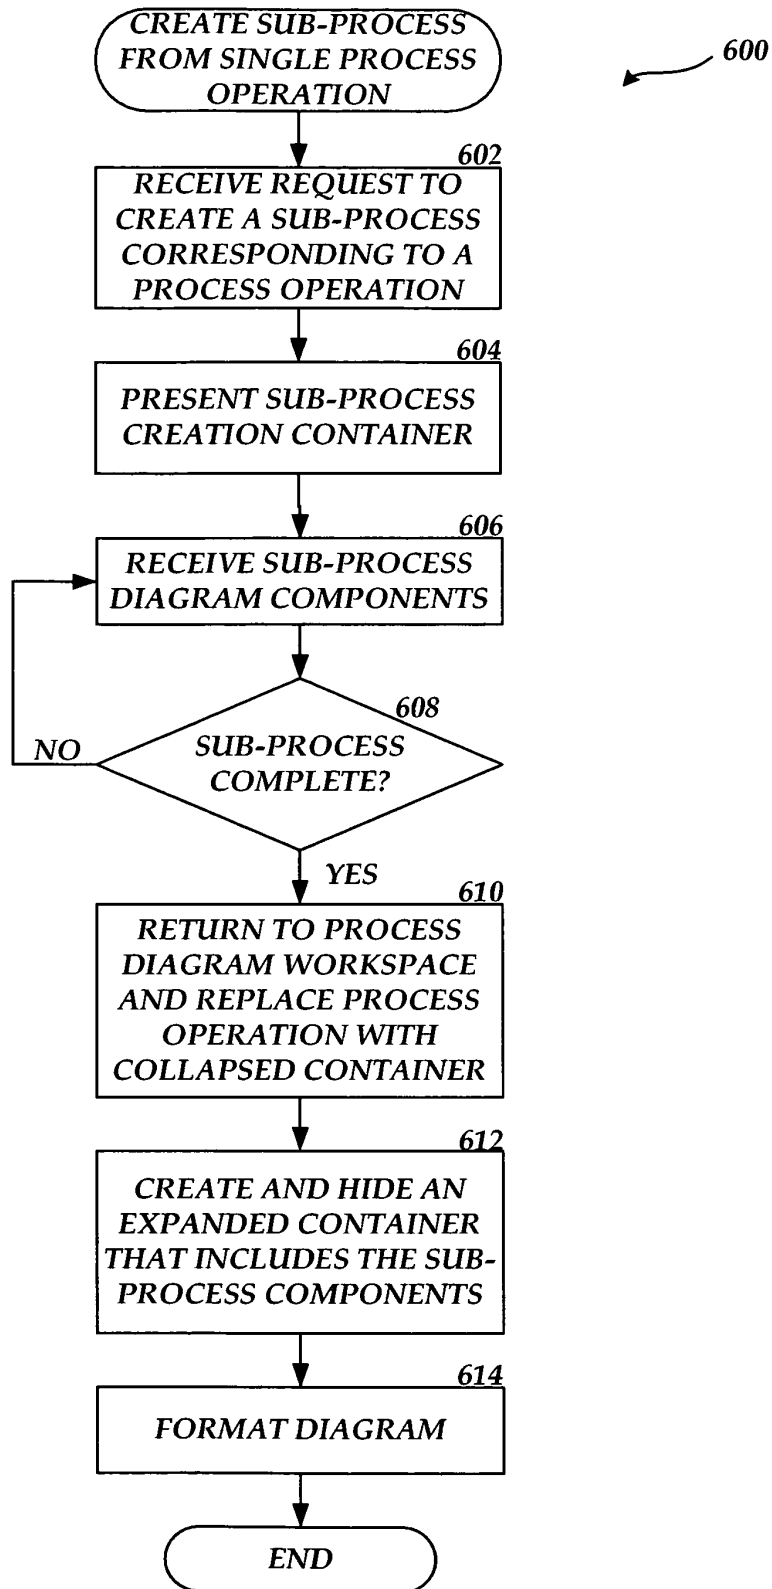 CREATE SUB-PROCESS
FROM SINGLE PROCESS
OPERATION
600
602
RECEIVE REQUEST TO
CREATE A SUB-PROCESS
CORRESPONDING TO A
PROCESS OPERATION
604
PRESENT SUB-PROCESS
CREATION CONTAINER
606
RECEIVE SUB-PROCESS
DIAGRAM COMPONENTS
608
SUB-PROCESS
COMPLETE?
NO
YES
610
RETURN TO PROCESS
DIAGRAM WORKSPACE
AND REPLACE PROCESS
OPERATION WITH
COLLAPSED CONTAINER
612
CREATE AND HIDE AN
EXPANDED CONTAINER
THAT INCLUDES THE SUB-
PROCESS COMPONENTS
614
FORMAT DIAGRAM
END